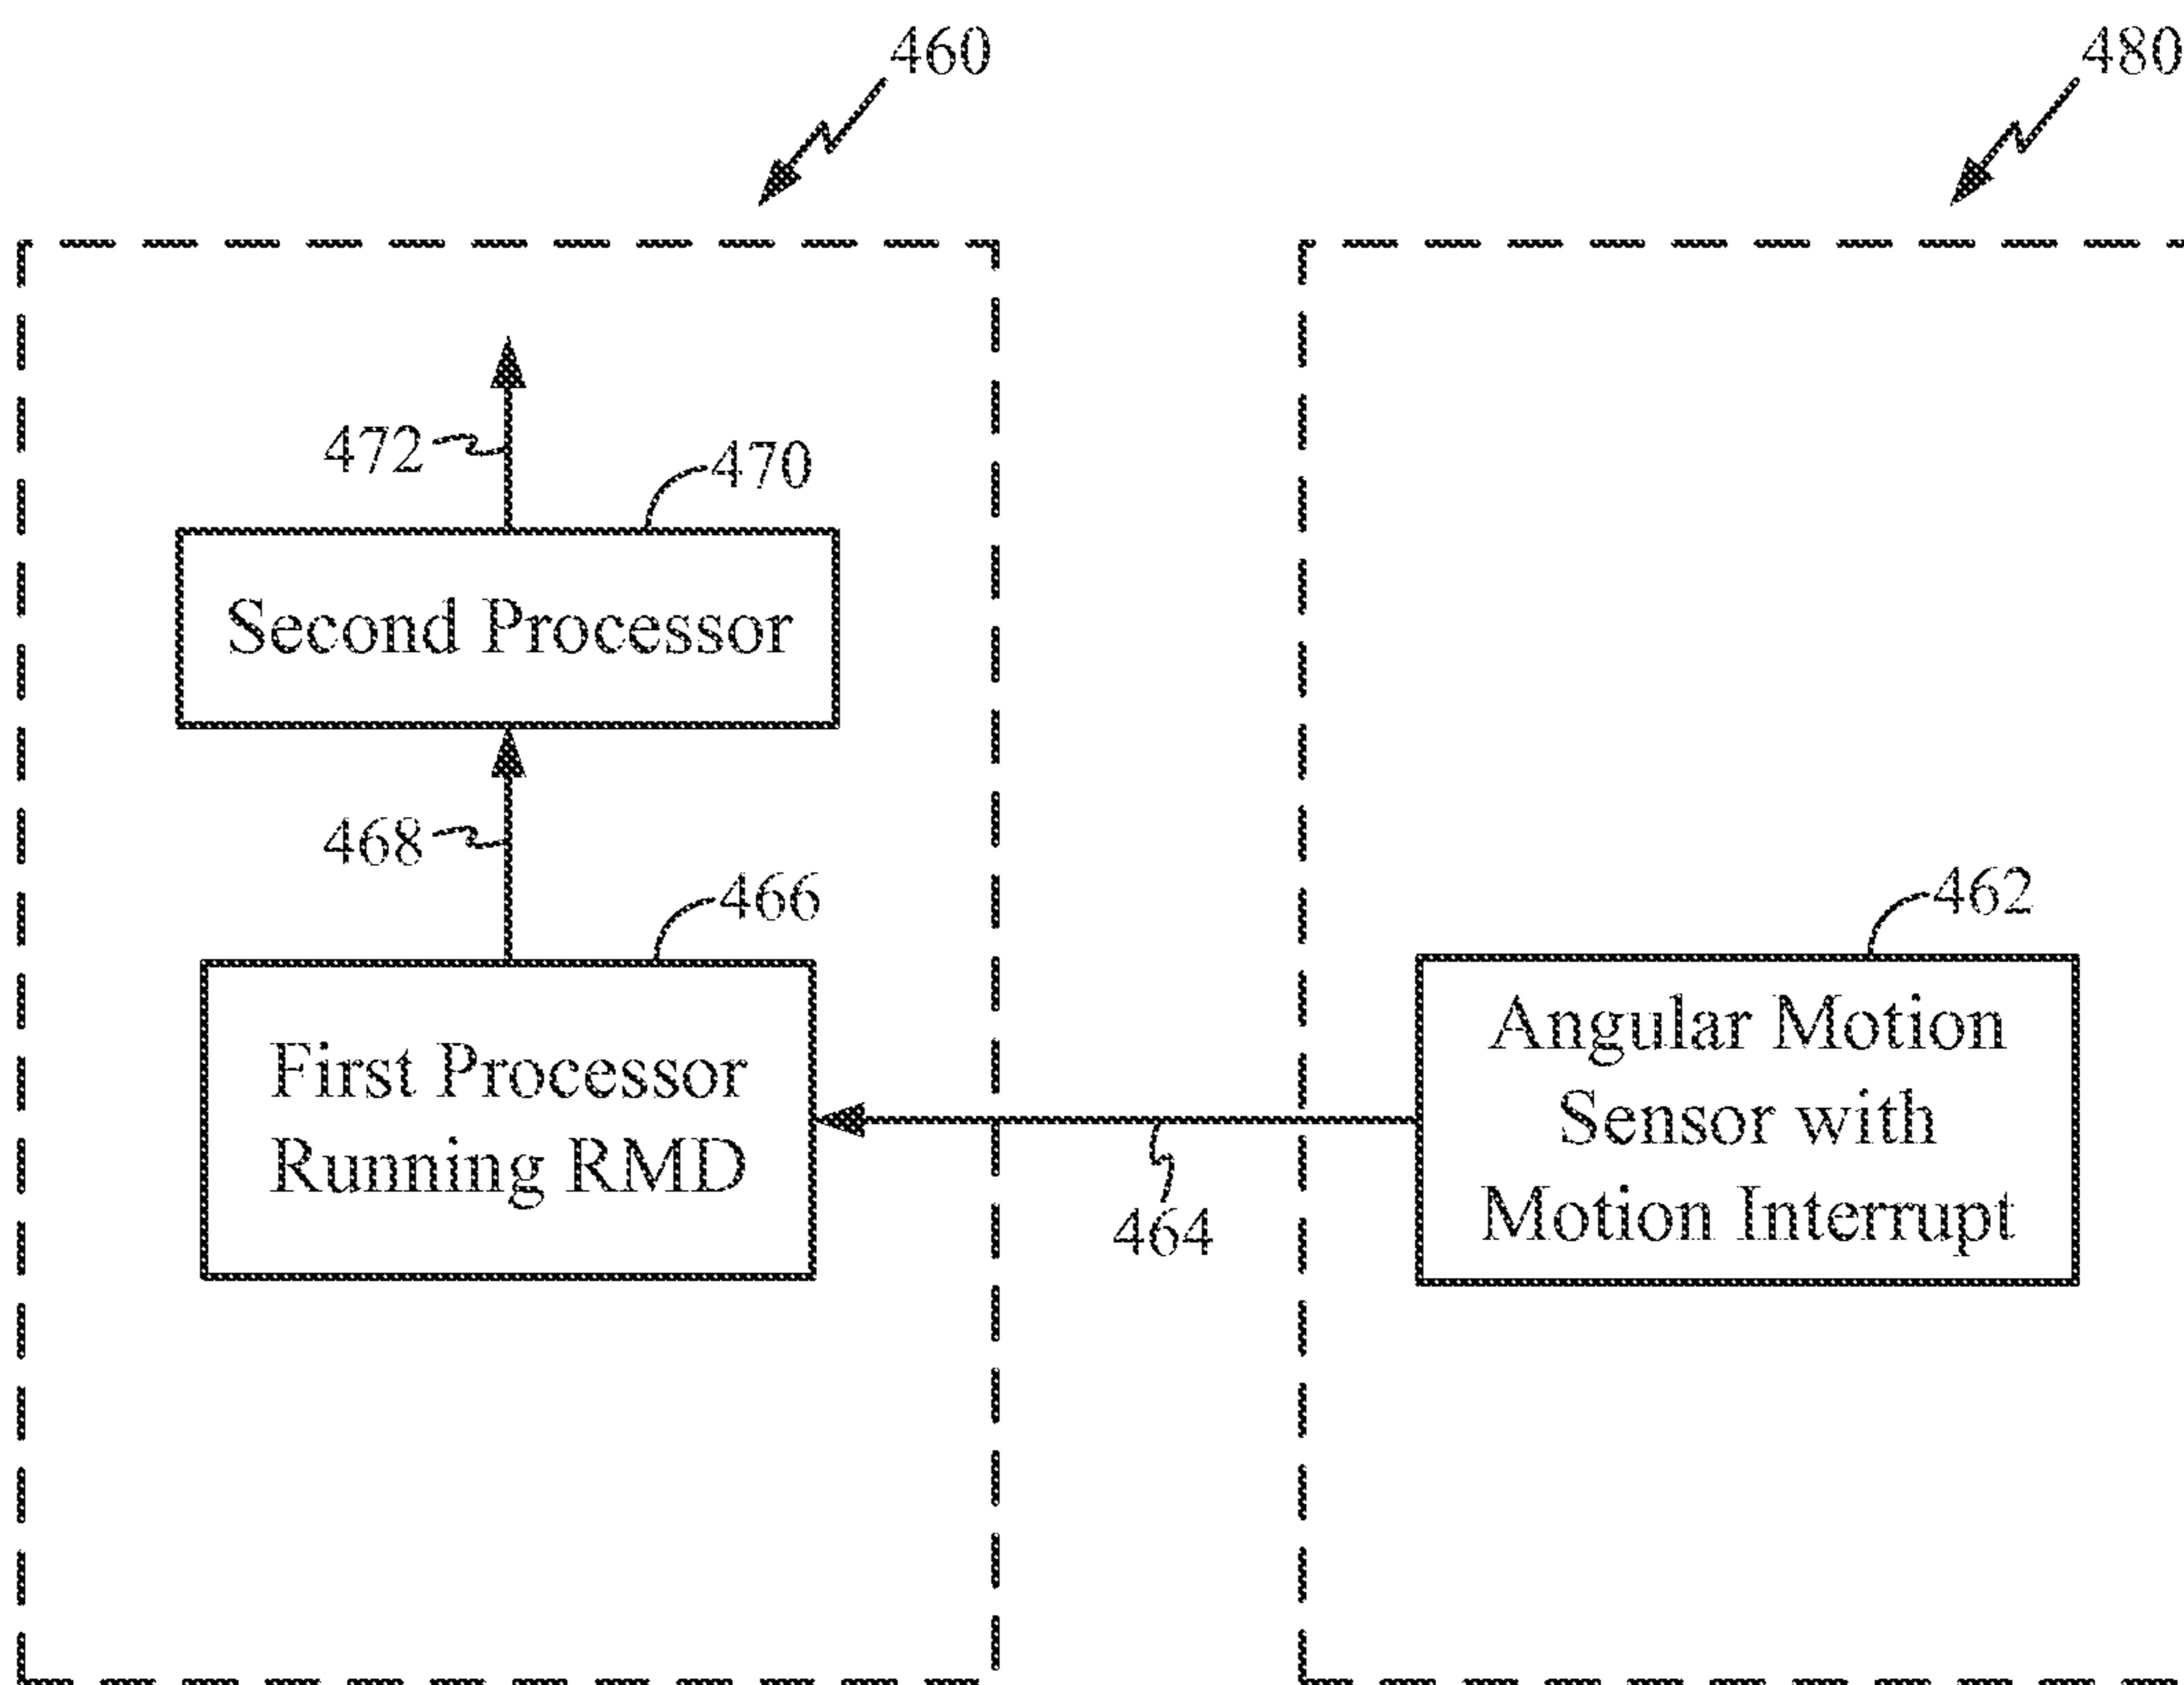 460
480
472
470
Second Processor
468
466
First Processor
Running RMD
462
Angular Motion
Sensor with
Motion Interrupt
464